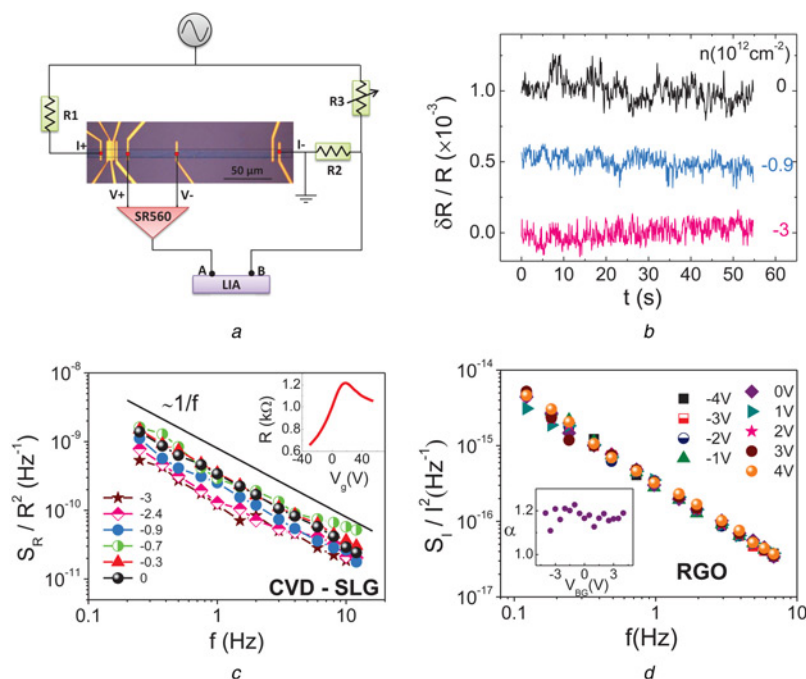 a
R1
R3
I+
I-
R2
50 µm
V+
V-
SR560
A
B
LIA
b
n(10¹²cm⁻²)
0
-0.9
-3
1.0
0.5
0.0
δR / R (×10⁻³)
0 10 20 30 40 50 60
t (s)
c
~1/f
R (kΩ)
1.2
1.0
0.8
0.6
-30 0 40
V_g(V)
10⁻⁸
10⁻⁹
10⁻¹⁰
10⁻¹¹
S_R / R² (Hz⁻¹)
-3
-2.4
-0.9
-0.7
-0.3
0
CVD - SLG
0.1 1 10
f (Hz)
d
10⁻¹⁴
10⁻¹⁵
10⁻¹⁶
10⁻¹⁷
S_I / I² (Hz⁻¹)
-4V
-3V
-2V
-1V
0V
1V
2V
3V
4V
α
1.2
1.0
-3 0 3
V_BG(V)
RGO
0.1 1 10
f(Hz)